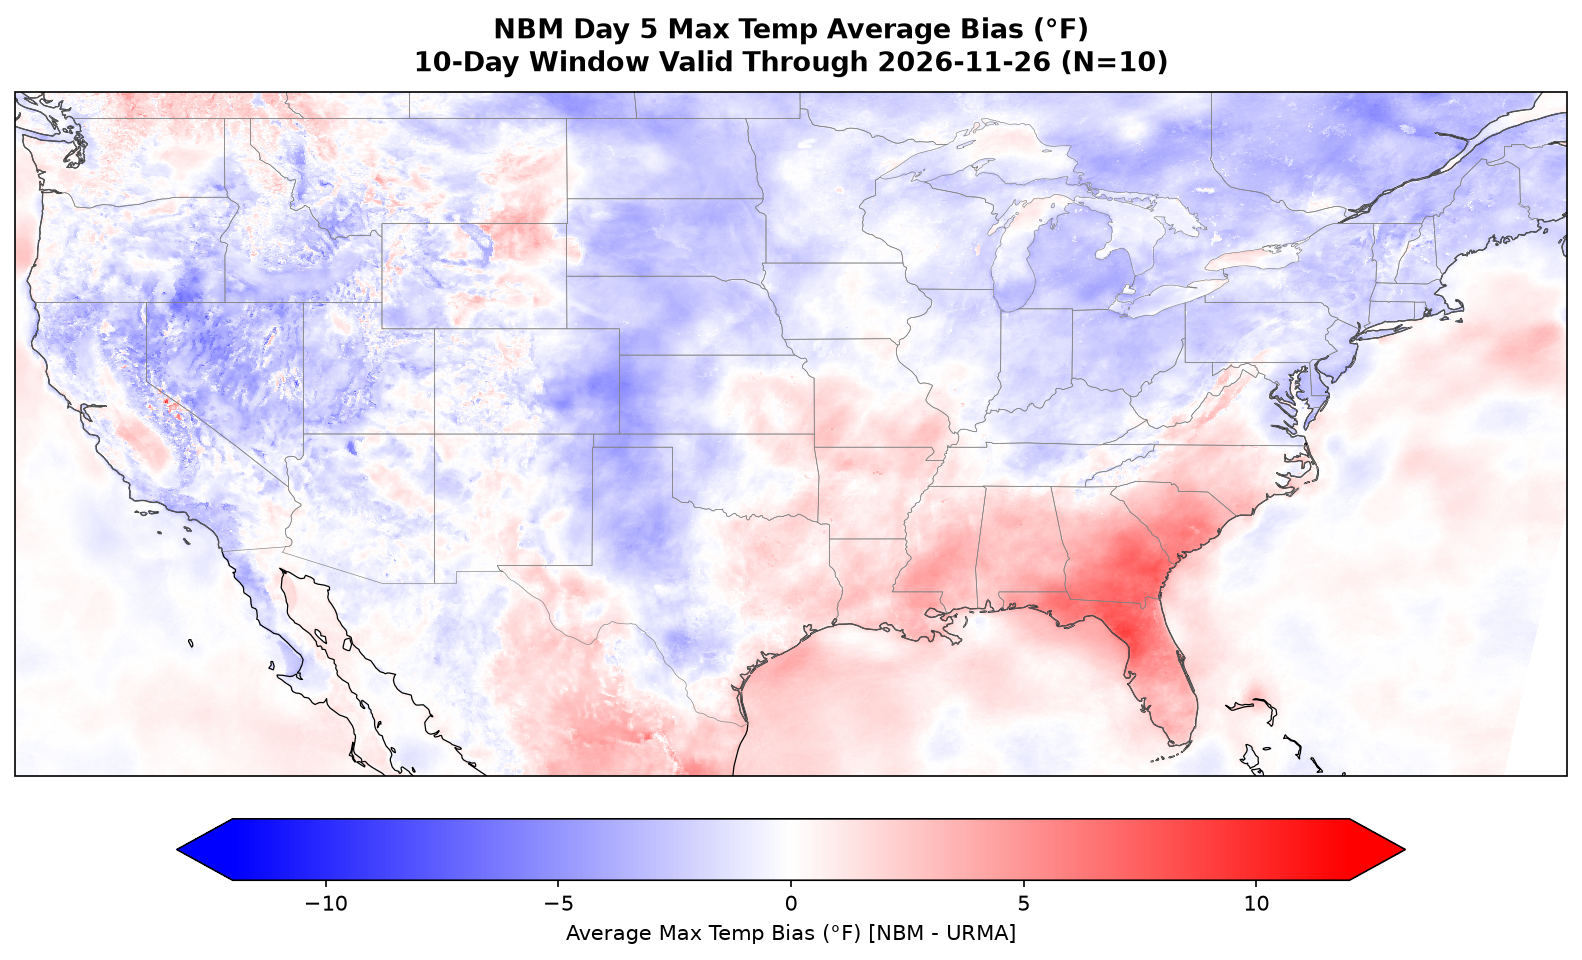 NBM Day 5 Max Temp Average Bias (°F)
10-Day Window Valid Through 2026-11-26 (N=10)
−10 −5 0 5 10
Average Max Temp Bias (°F) [NBM - URMA]